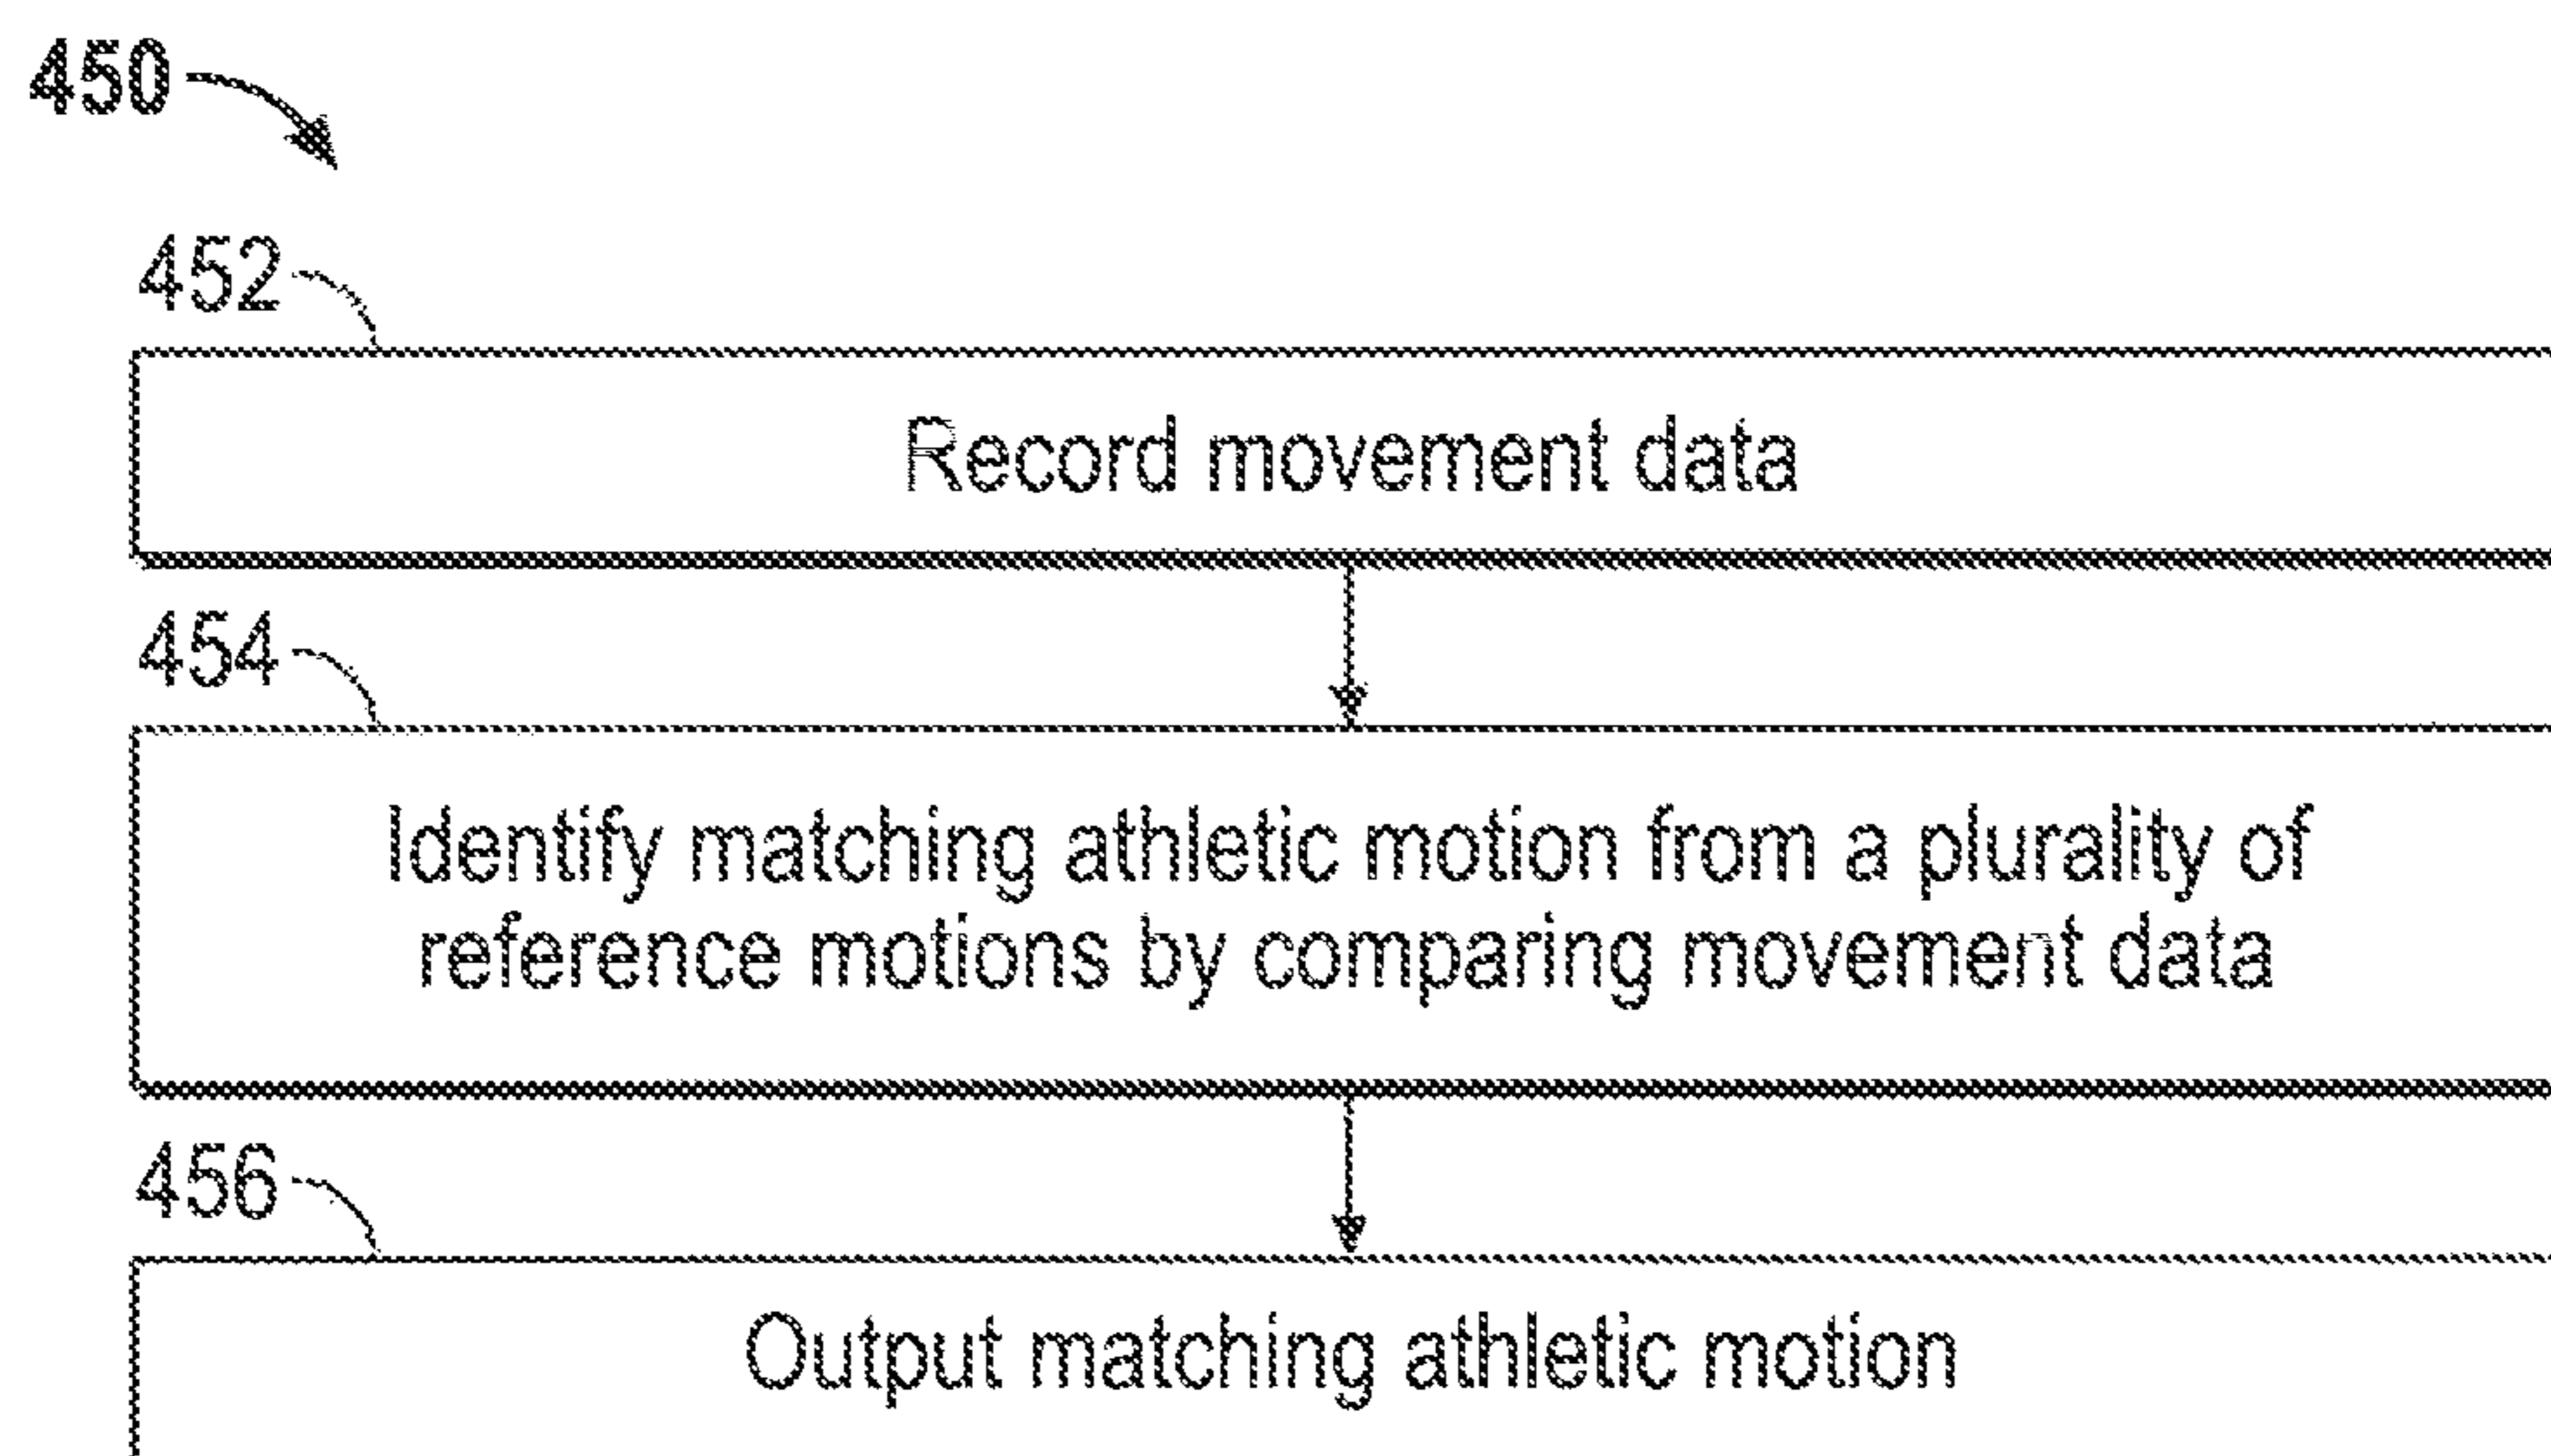 450
452
Record movement data
454
Identify matching athletic motion from a plurality of
reference motions by comparing movement data
456
Output matching athletic motion